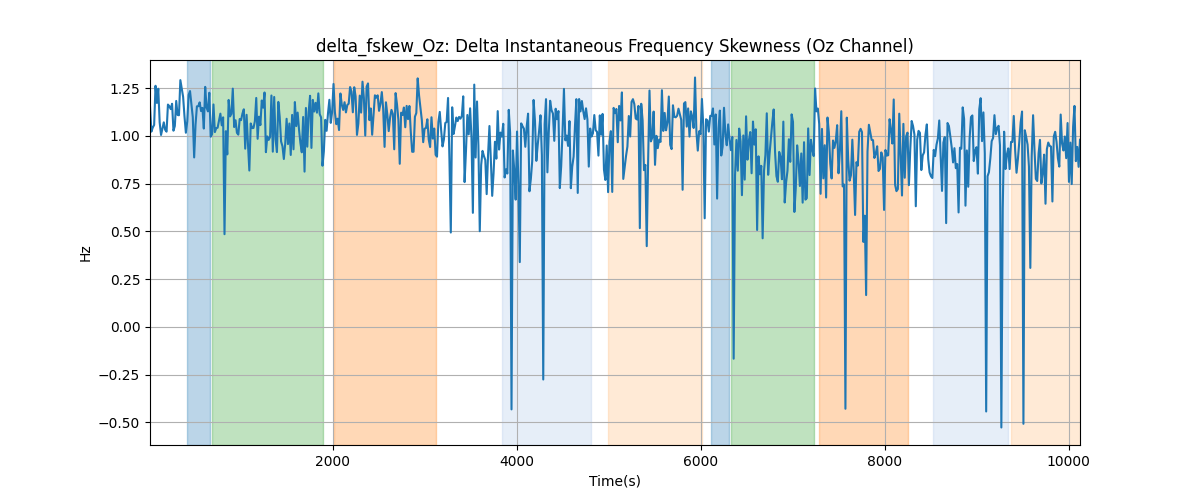 delta_fskew_Oz: Delta Instantaneous Frequency Skewness (Oz Channel)
1.25
1.00
0.75
0.50
0.25
0.00
−0.25
−0.50
Hz
2000 4000 6000 8000 10000
Time(s)